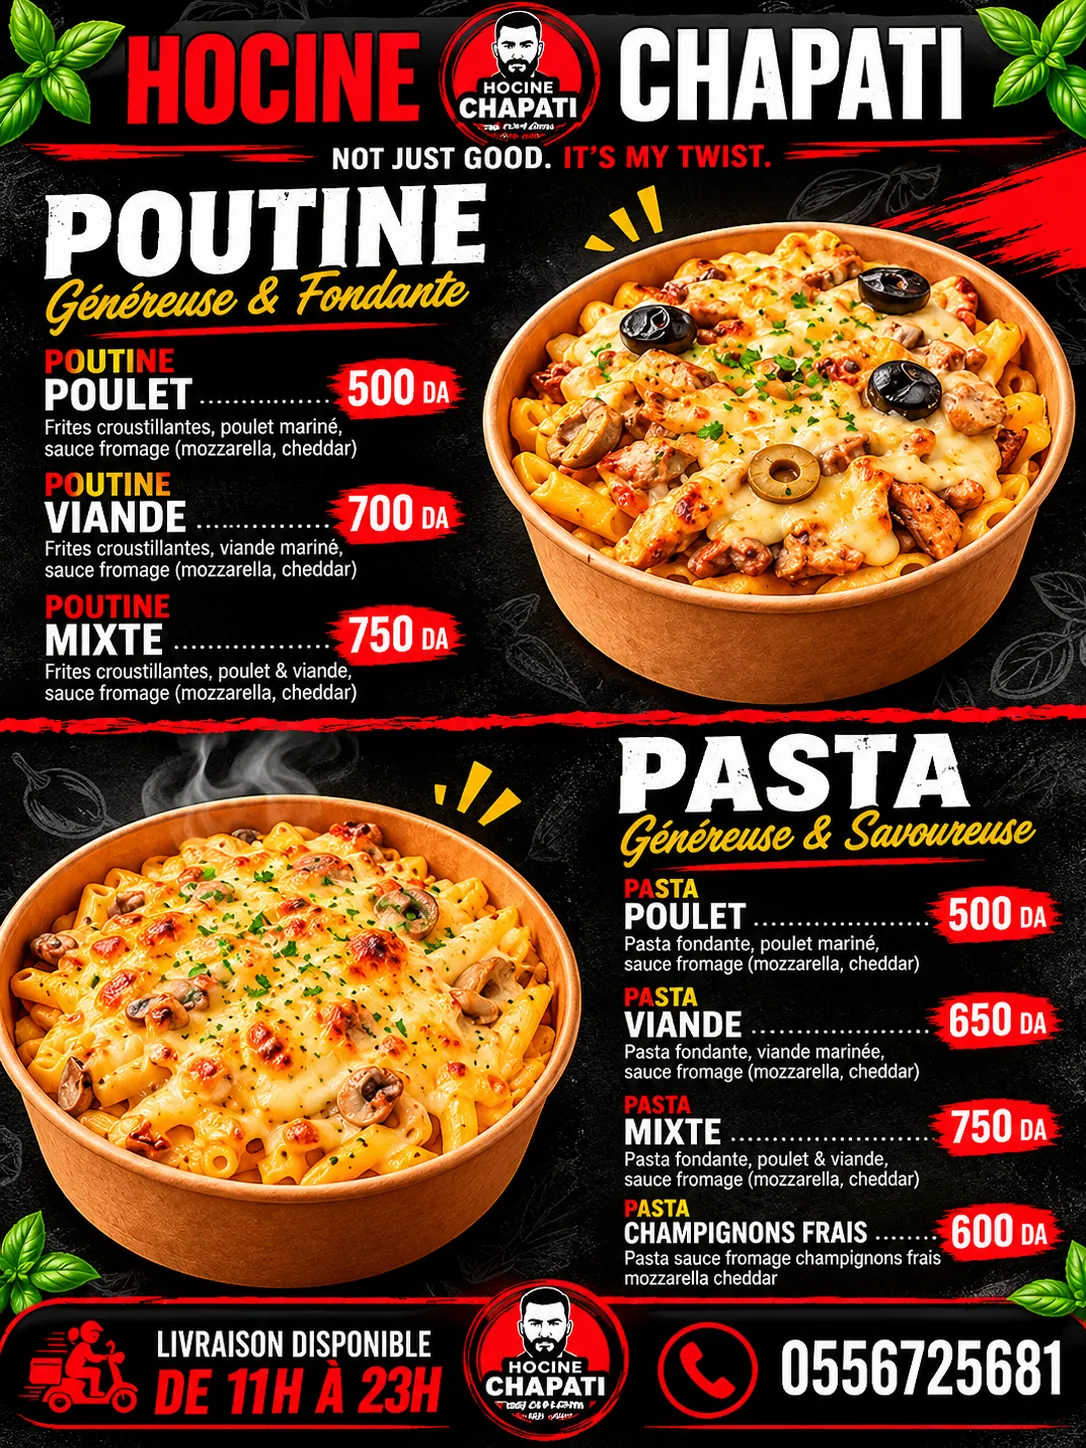 HOCINE
CHAPATI
HOCINE
CHAPATI
NOT JUST GOOD. IT'S MY TWIST.
POUTINE
Généreuse & Fondante
POUTINE
POULET ................ 500 DA
Frites croustillantes, poulet mariné,
sauce fromage (mozzarella, cheddar)
POUTINE
VIANDE ................ 700 DA
Frites croustillantes, viande mariné,
sauce fromage (mozzarella, cheddar)
POUTINE
MIXTE ................... 750 DA
Frites croustillantes, poulet & viande,
sauce fromage (mozzarella, cheddar)
PASTA
Généreuse & Savoureuse
PASTA
POULET ...................... 500 DA
Pasta fondante, poulet mariné,
sauce fromage (mozzarella, cheddar)
PASTA
VIANDE ...................... 650 DA
Pasta fondante, viande marinée,
sauce fromage (mozzarella, cheddar)
PASTA
MIXTE ........................ 750 DA
Pasta fondante, poulet & viande,
sauce fromage (mozzarella, cheddar)
PASTA
CHAMPIGNONS FRAIS ........ 600 DA
Pasta sauce fromage champignons frais
mozzarella cheddar
LIVRAISON DISPONIBLE
DE 11H À 23H
HOCINE
CHAPATI
0556725681